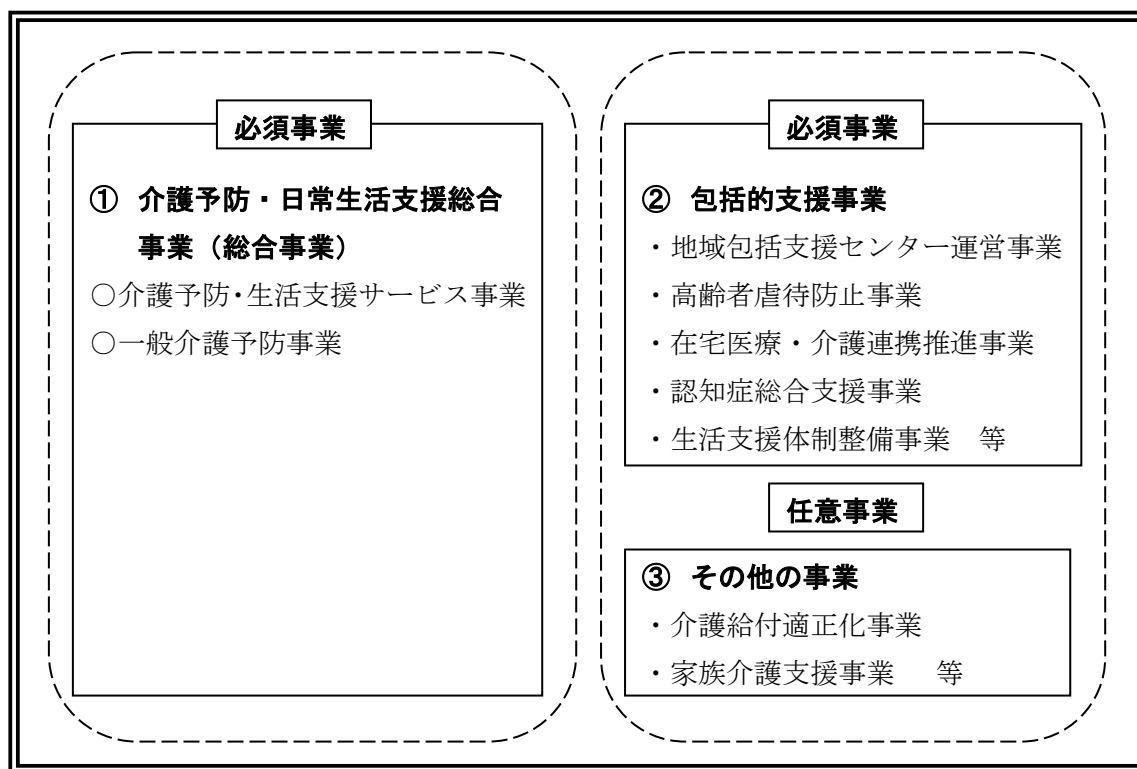 必須事業
① 介護予防・日常生活支援総合
事業（総合事業）
○介護予防・生活支援サービス事業
○一般介護予防事業
必須事業
② 包括的支援事業
・地域包括支援センター運営事業
・高齢者虐待防止事業
・在宅医療・介護連携推進事業
・認知症総合支援事業
・生活支援体制整備事業　等
任意事業
③ その他の事業
・介護給付適正化事業
・家族介護支援事業　等